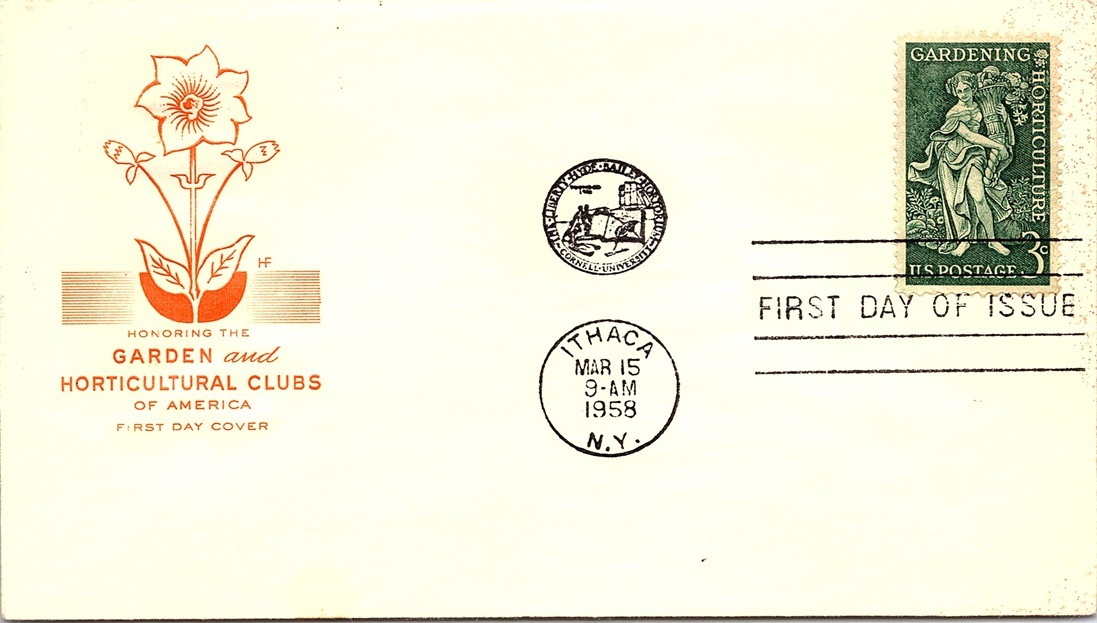 HF
HONORING THE
GARDEN and
HORTICULTURAL CLUBS
OF AMERICA
FIRST DAY COVER
THE·LIBERTY·HYDE·BAILEY·HORTORIUM
·CORNELL·UNIVERSITY·
ITHACA
MAR 15
9-AM
1958
N.Y.
GARDENING
HORTICULTURE
3c
U.S. POSTAGE
FIRST DAY OF ISSUE